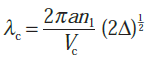 λc = 2πan1 / Vc (2Δ)^1/2